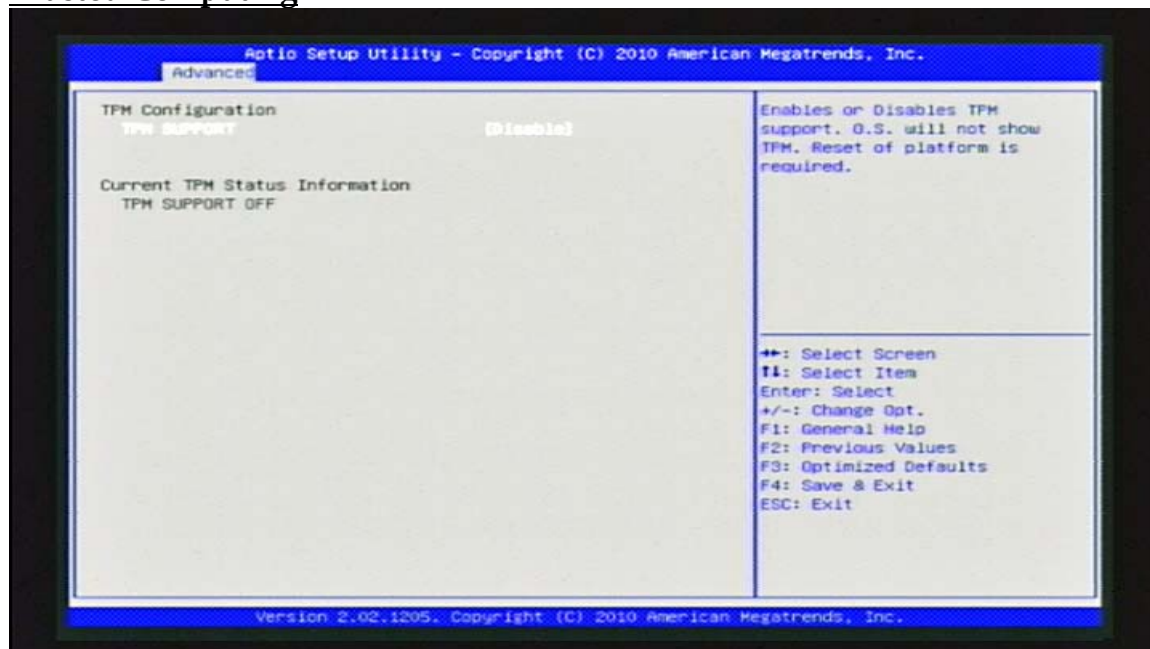 Aptio Setup Utility – Copyright (C) 2010 American Megatrends, Inc.
Advanced
TPM Configuration
TPM SUPPORT [Disable]
Current TPM Status Information
TPM SUPPORT OFF
Enables or Disables TPM
support. O.S. will not show
TPM. Reset of platform is
required.
→←: Select Screen
↑↓: Select Item
Enter: Select
+/-: Change Opt.
F1: General Help
F2: Previous Values
F3: Optimized Defaults
F4: Save & Exit
ESC: Exit
Version 2.02.1205. Copyright (C) 2010 American Megatrends, Inc.